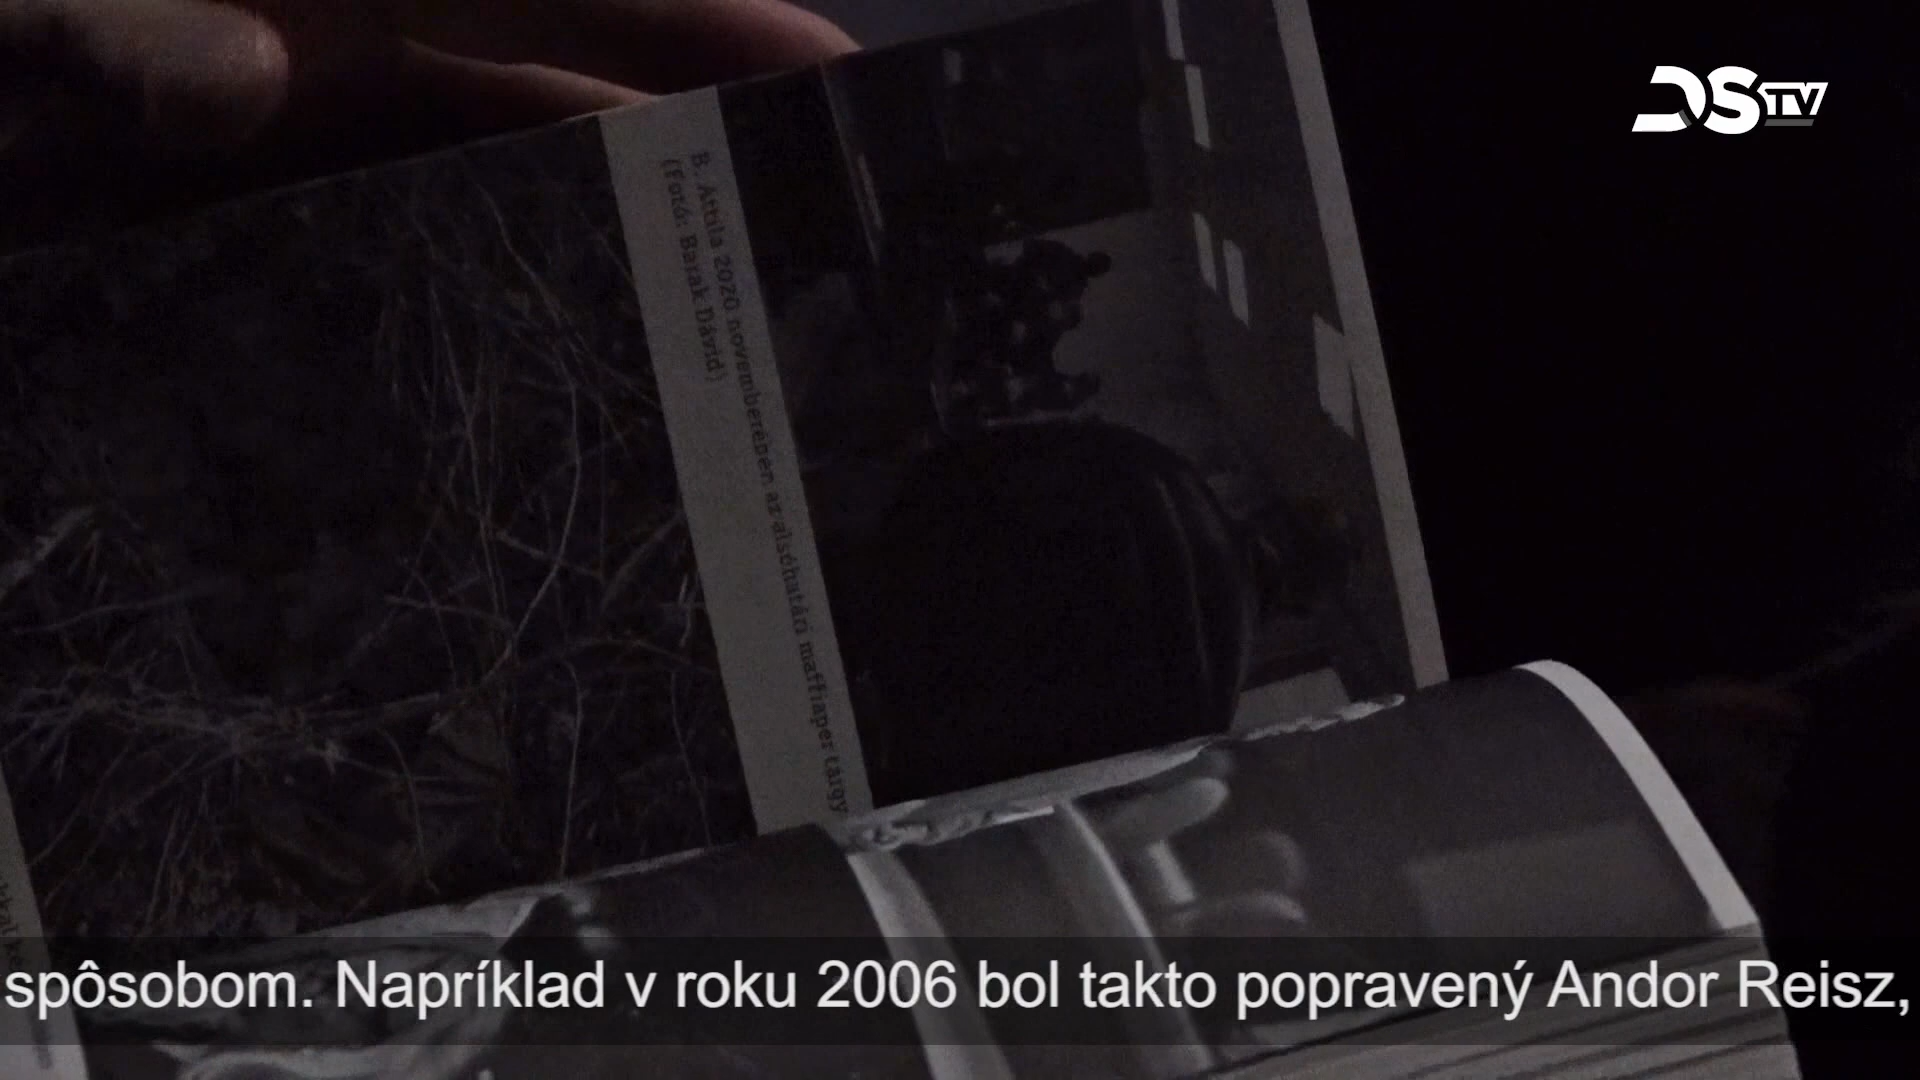 DSTV
B. Attila 2020 novemberében az alsóhatári maffiaper tárgy
(Fotó: Barak Dávid)
spôsobom. Napríklad v roku 2006 bol takto popravený Andor Reisz,